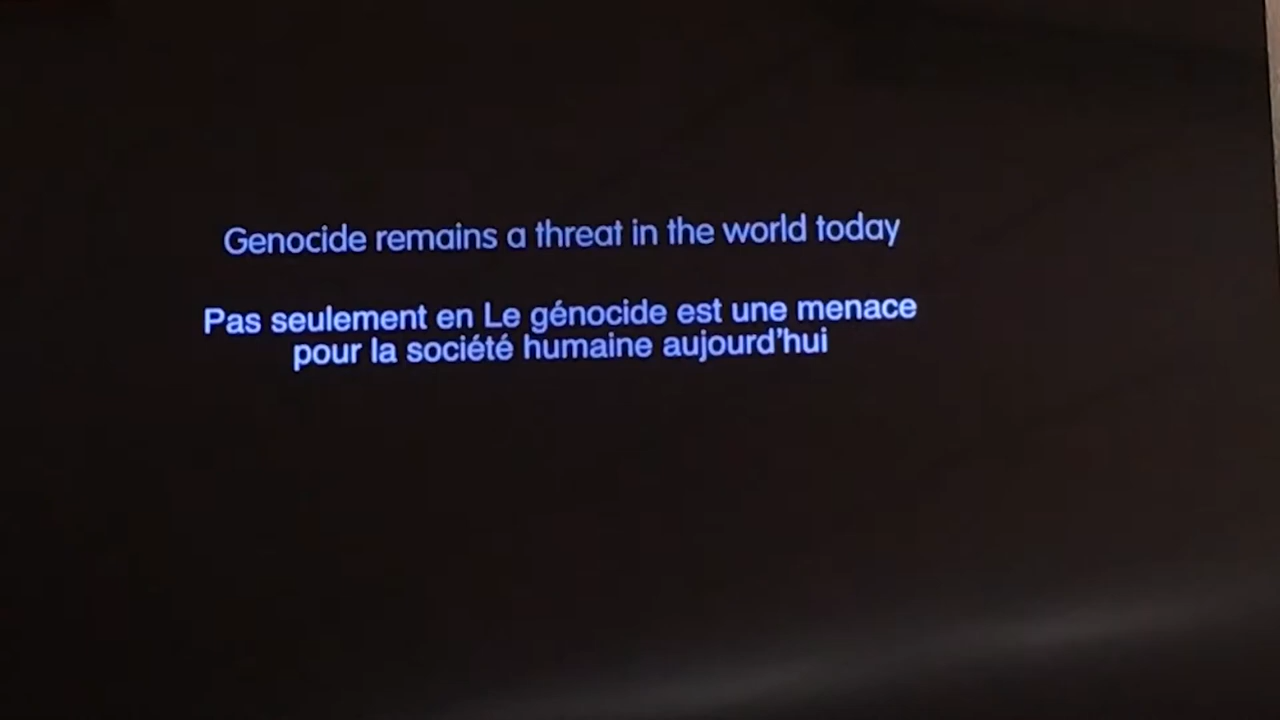 Genocide remains a threat in the world today
Pas seulement en Le génocide est une menace
pour la société humaine aujourd'hui